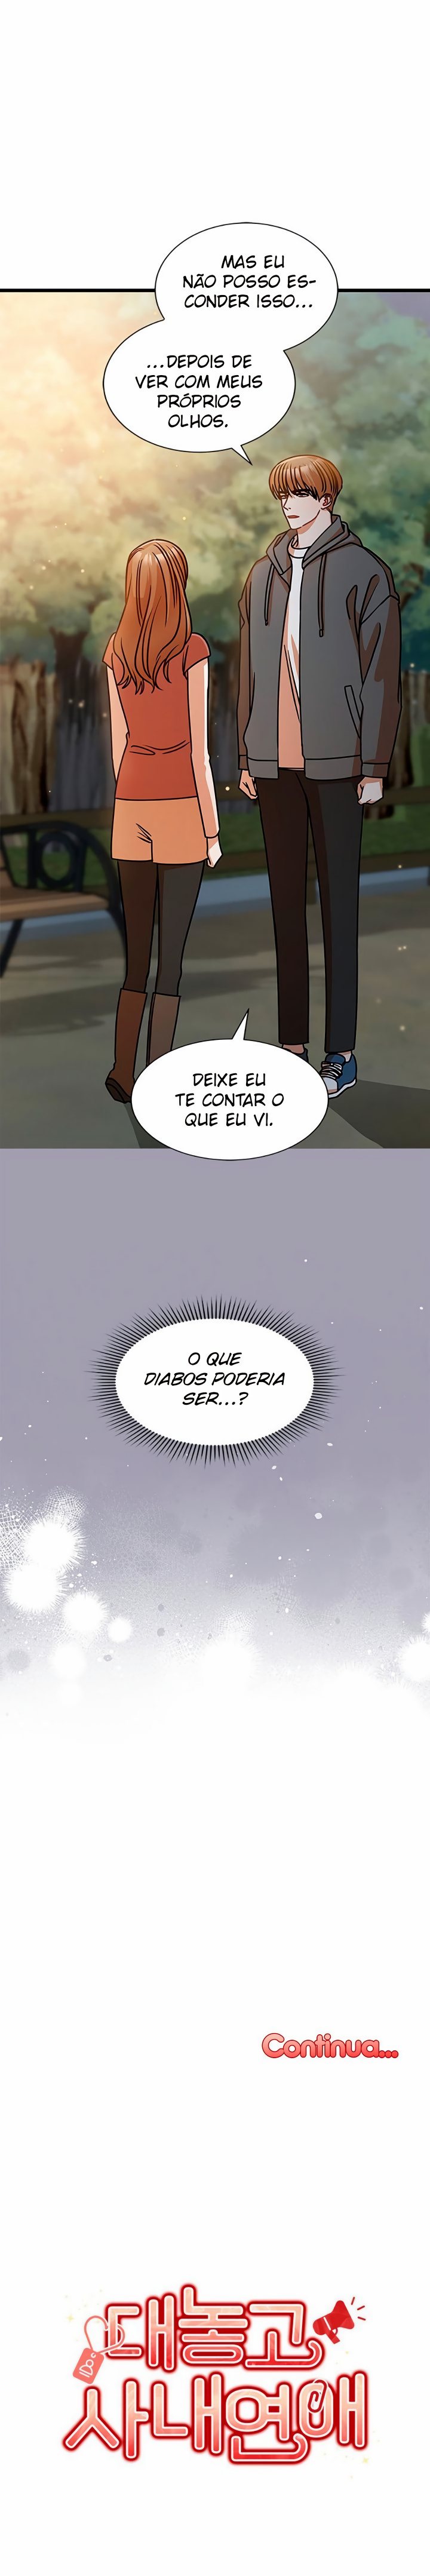 MAS EU
NÃO POSSO ES-
CONDER ISSO...
...DEPOIS DE
VER COM MEUS
PRÓPRIOS
OLHOS.
DEIXE EU
TE CONTAR O
QUE EU VI.
O QUE
DIABOS PODERIA
SER...?
Continua...
대놓고
IDo.c
사내연애